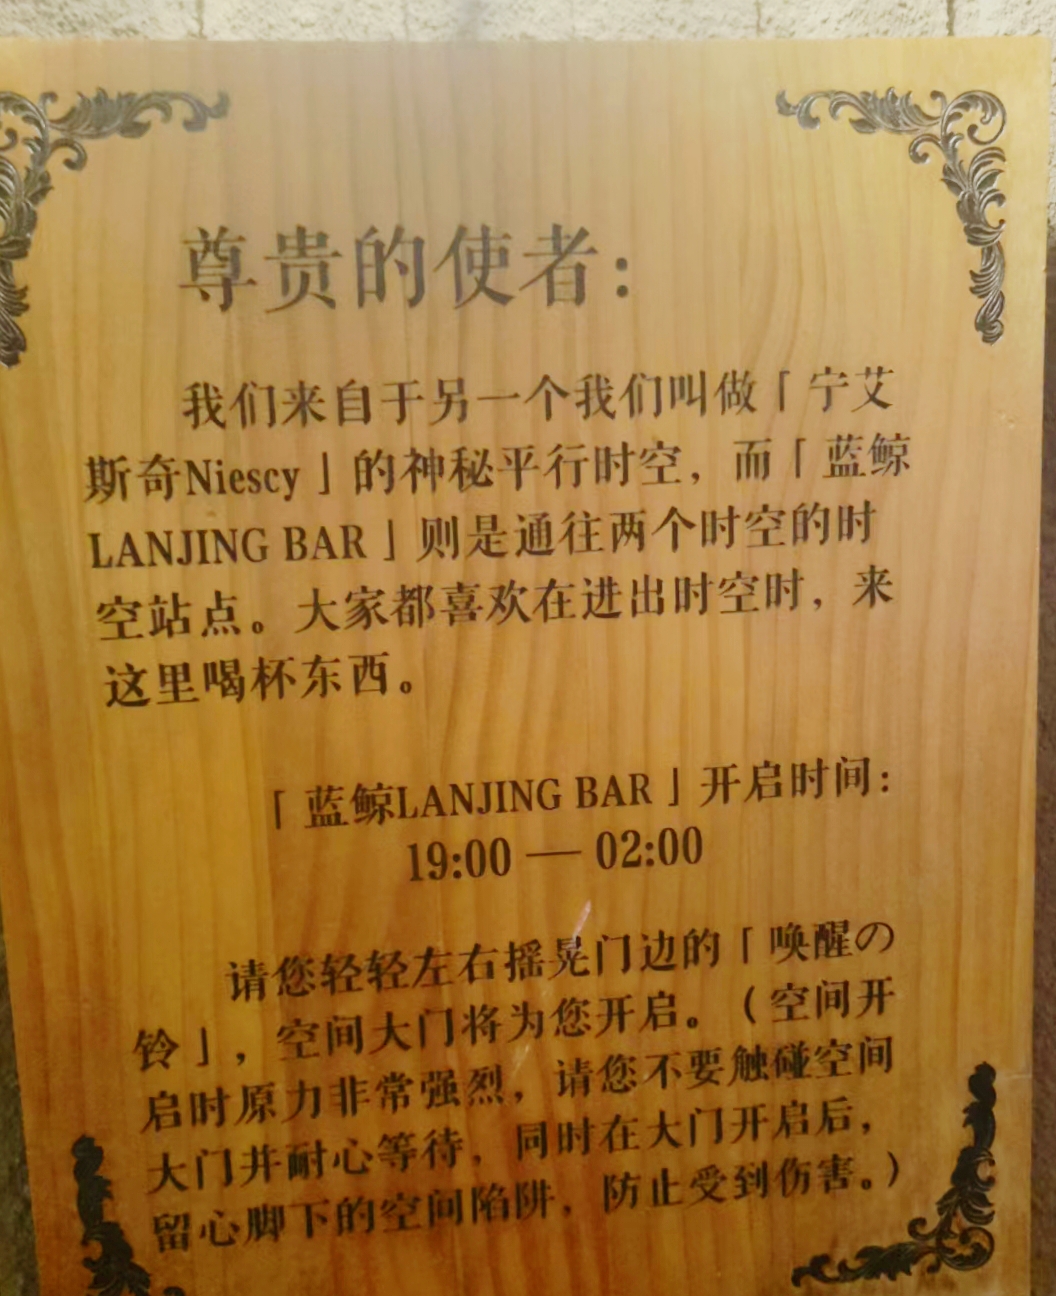 尊贵的使者：
我们来自于另一个我们叫做「宁艾
斯奇Niescy」的神秘平行时空，而「蓝鲸
LANJING BAR」则是通往两个时空的时
空站点。大家都喜欢在进出时空时，来
这里喝杯东西。
「蓝鲸LANJING BAR」开启时间：
19:00 — 02:00
请您轻轻左右摇晃门边的「唤醒の
铃」，空间大门将为您开启。（空间开
启时原力非常强烈，请您不要触碰空间
大门并耐心等待，同时在大门开启后，
留心脚下的空间陷阱，防止受到伤害。）